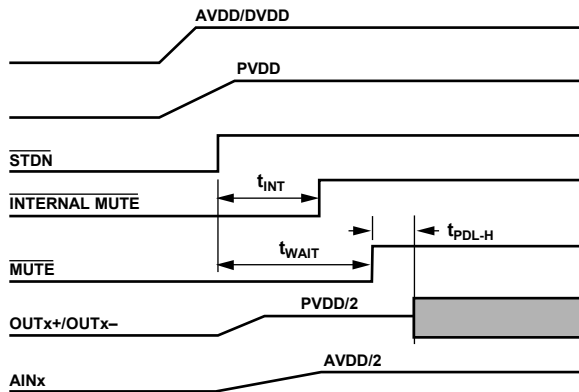 AVDD/DVDD
PVDD
STDN
tINT
INTERNAL MUTE
tPDL-H
tWAIT
MUTE
PVDD/2
OUTx+/OUTx–
AVDD/2
AINx